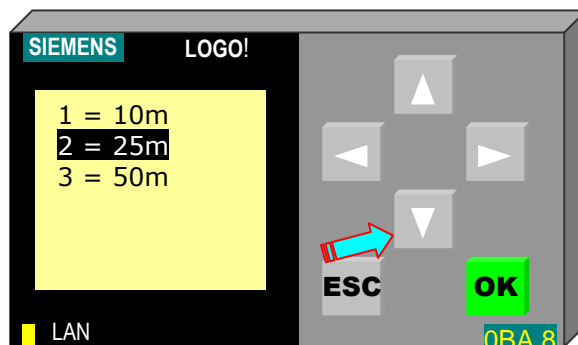 SIEMENS LOGO!
1 = 10m
2 = 25m
3 = 50m
ESC OK
LAN
0BA.8